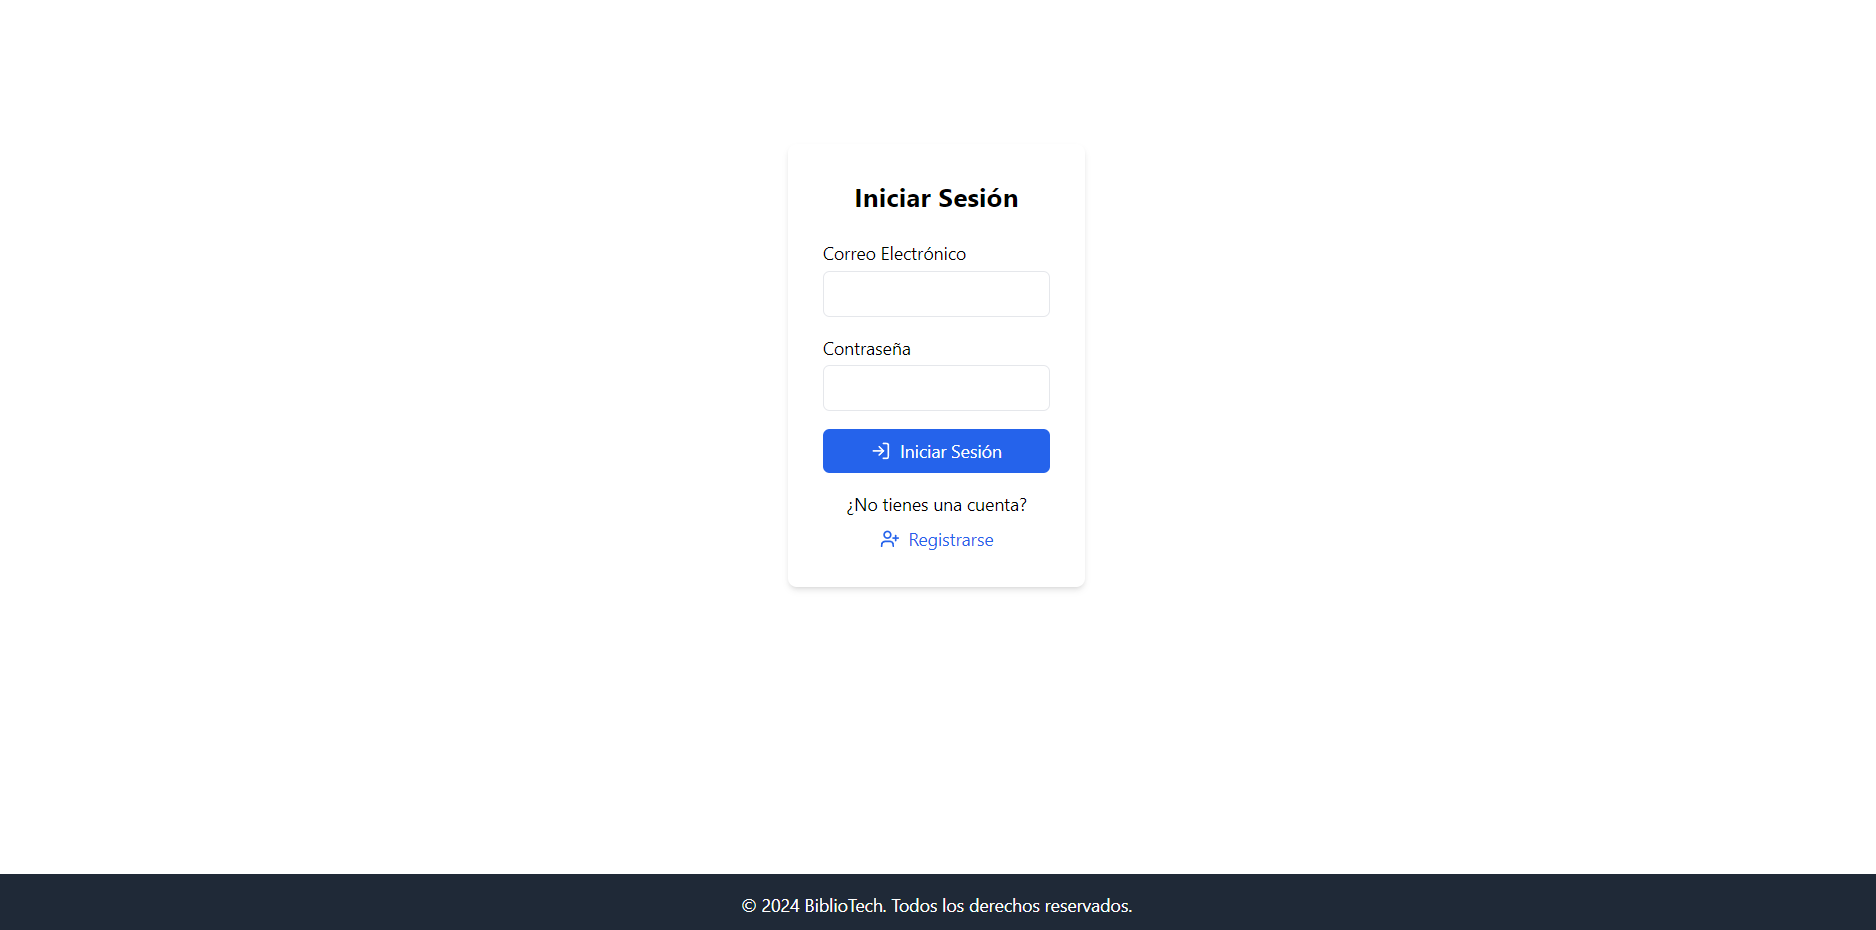 Iniciar Sesión
Correo Electrónico
Contraseña
Iniciar Sesión
¿No tienes una cuenta?
Registrarse
© 2024 BiblioTech. Todos los derechos reservados.